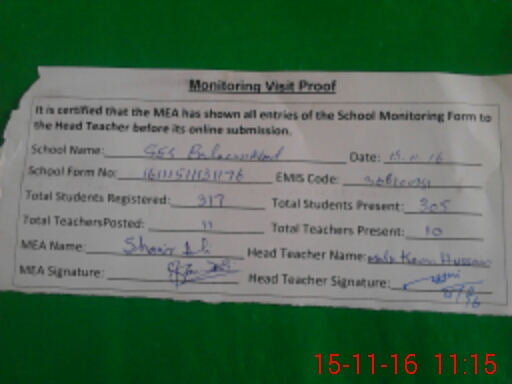 Monitoring Visit Proof
It is certified that the MEA has shown all entries of the School Monitoring Form to
the Head Teacher before its online submission.
School Name: GES Date: 15.11.16
School Form No: EMIS Code:
Total Students Registered: 317 Total Students Present: 305
Total TeachersPosted: 11 Total Teachers Present: 10
MEA Name: Head Teacher Name:
MEA Signature: Head Teacher Signature:
15-11-16 11:15